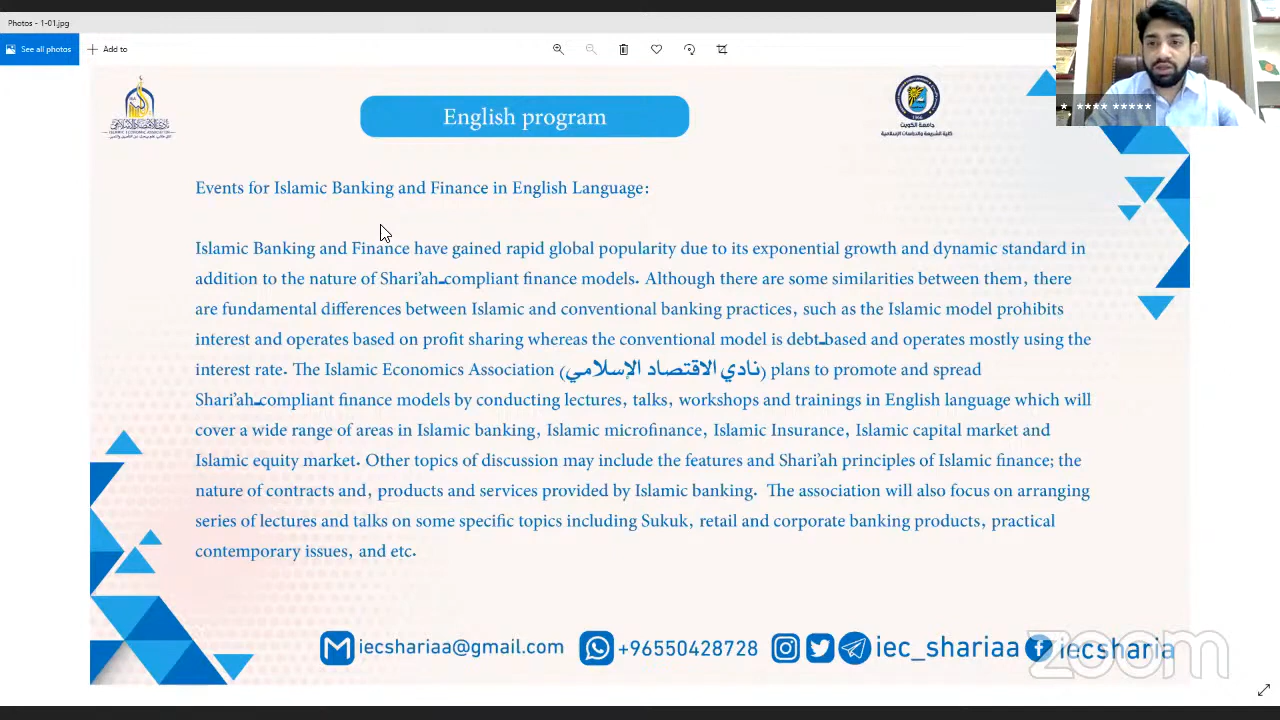 Photos - 1-01.jpg
See all photos
Add to
* **** *****
ISLAMIC ECONOMIC ASSOCIATION
English program
1966
جامعة الكويت
كلية الشريعة والدراسات الإسلامية
Events for Islamic Banking and Finance in English Language:
Islamic Banking and Finance have gained rapid global popularity due to its exponential growth and dynamic standard in
addition to the nature of Shari’ah-compliant finance models. Although there are some similarities between them, there
are fundamental differences between Islamic and conventional banking practices, such as the Islamic model prohibits
interest and operates based on profit sharing whereas the conventional model is debt-based and operates mostly using the
interest rate. The Islamic Economics Association (نادي الاقتصاد الإسلامي) plans to promote and spread
Shari’ah-compliant finance models by conducting lectures, talks, workshops and trainings in English language which will
cover a wide range of areas in Islamic banking, Islamic microfinance, Islamic Insurance, Islamic capital market and
Islamic equity market. Other topics of discussion may include the features and Shari’ah principles of Islamic finance; the
nature of contracts and, products and services provided by Islamic banking. The association will also focus on arranging
series of lectures and talks on some specific topics including Sukuk, retail and corporate banking products, practical
contemporary issues, and etc.
iecshariaa@gmail.com +96550428728 iec_shariaa iecsharia
zoom